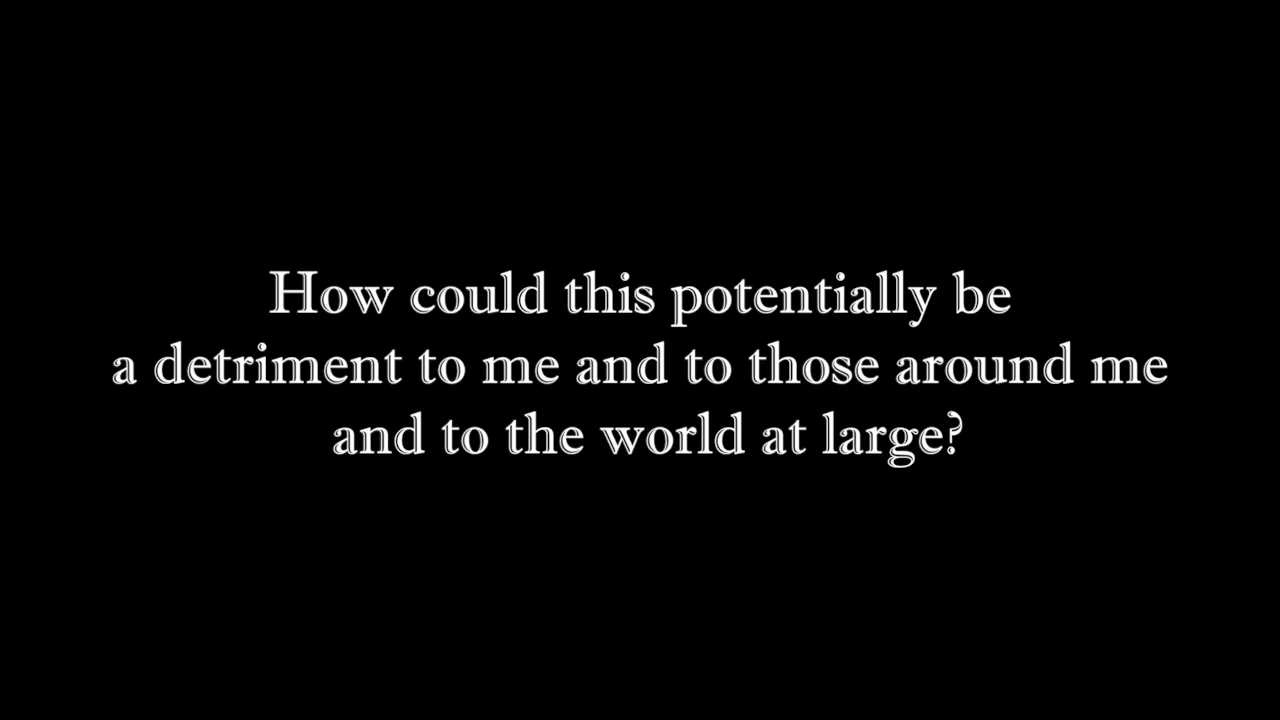 How could this potentially be
a detriment to me and to those around me
and to the world at large?